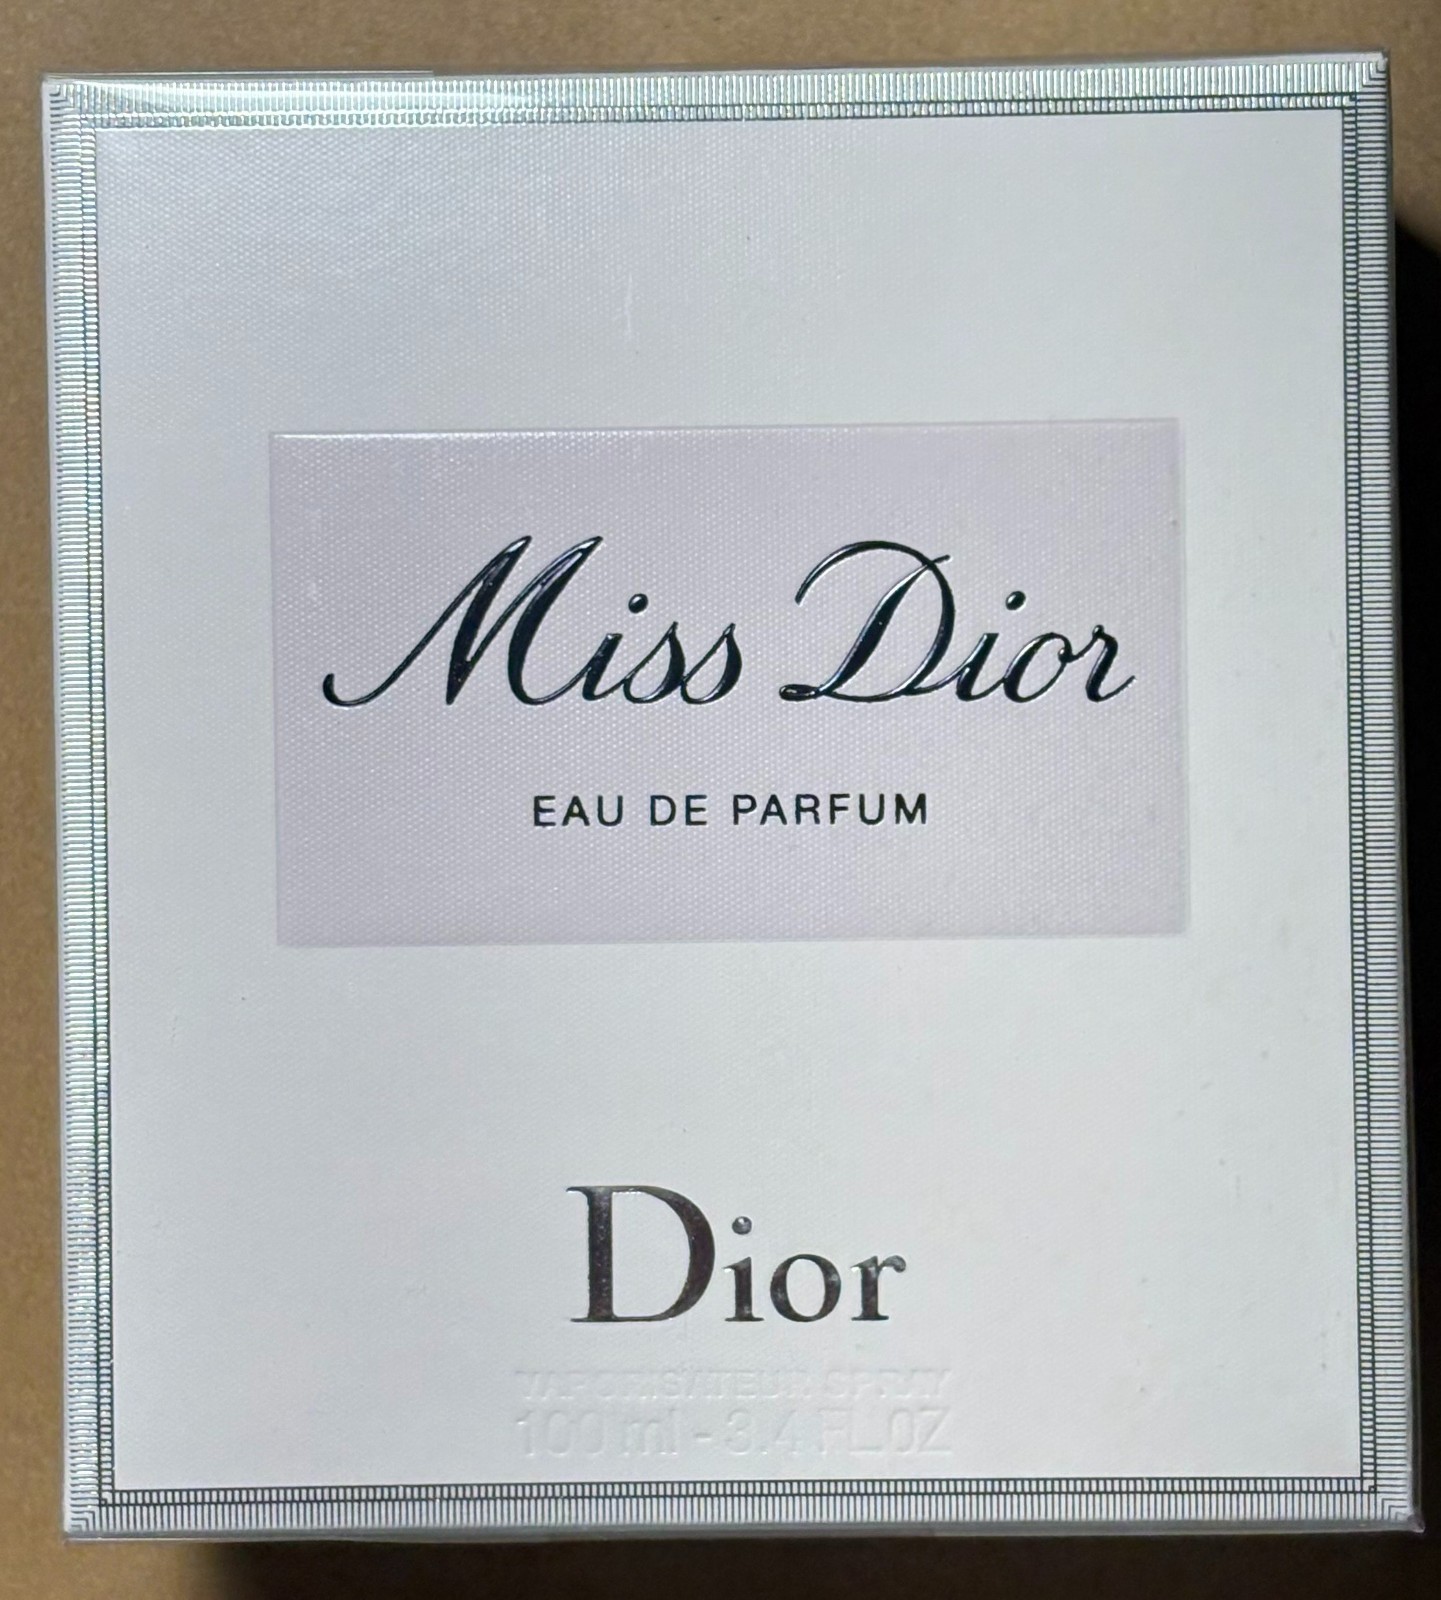 Miss Dior
EAU DE PARFUM
Dior
VAPORISATEUR SPRAY
100 ml - 3.4 FL.OZ